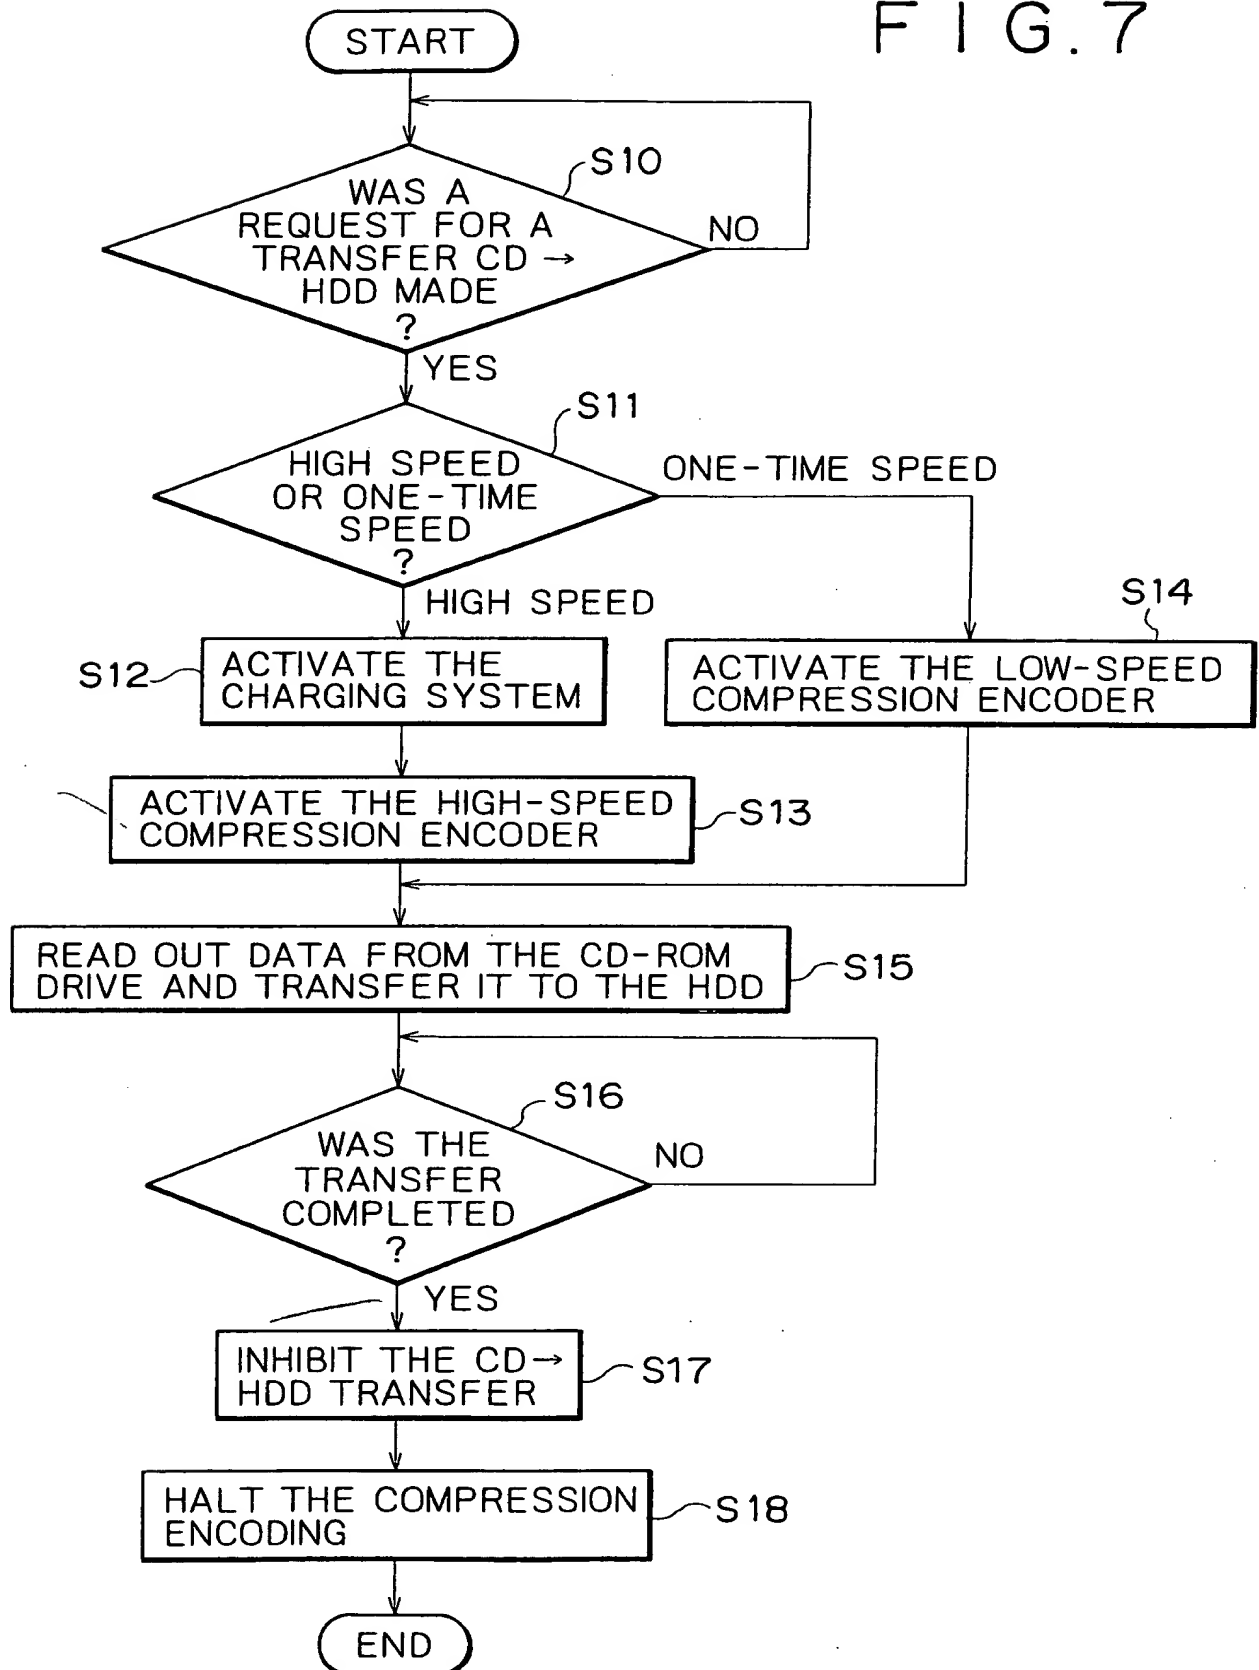 FIG.7
START
S10
WAS A
REQUEST FOR A
TRANSFER CD →
HDD MADE
?
NO
YES
S11
HIGH SPEED
OR ONE-TIME
SPEED
?
ONE-TIME SPEED
HIGH SPEED
S12
ACTIVATE THE
CHARGING SYSTEM
S14
ACTIVATE THE LOW-SPEED
COMPRESSION ENCODER
ACTIVATE THE HIGH-SPEED
COMPRESSION ENCODER
S13
READ OUT DATA FROM THE CD-ROM
DRIVE AND TRANSFER IT TO THE HDD
S15
S16
WAS THE
TRANSFER
COMPLETED
?
NO
YES
INHIBIT THE CD→
HDD TRANSFER
S17
HALT THE COMPRESSION
ENCODING
S18
END